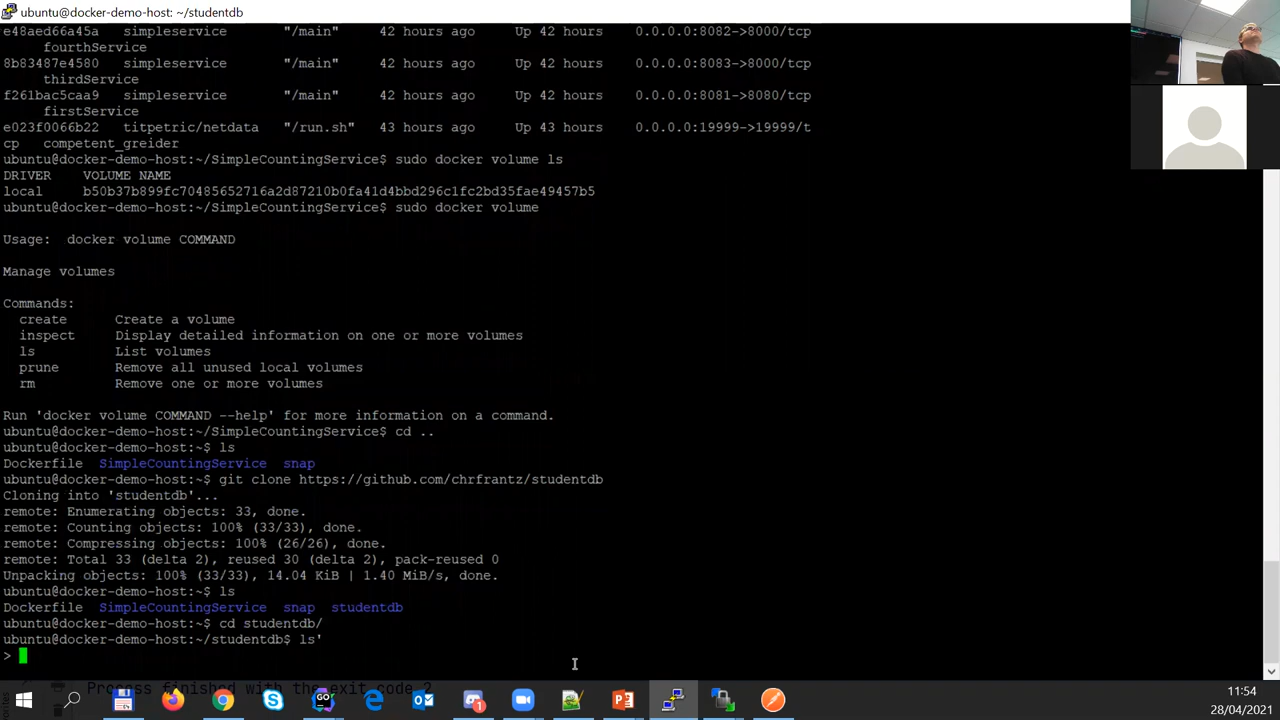 ubuntu@docker-demo-host: ~/studentdb
e48aed66a45a   simpleservice       "/main"     42 hours ago     Up 42 hours     0.0.0.0:8082->8000/tcp
     fourthService
8b83487e4580   simpleservice       "/main"     42 hours ago     Up 42 hours     0.0.0.0:8083->8000/tcp
     thirdService
f261bac5caa9   simpleservice       "/main"     42 hours ago     Up 42 hours     0.0.0.0:8081->8080/tcp
     firstService
e023f0066b22   titpetric/netdata   "/run.sh"   43 hours ago     Up 43 hours     0.0.0.0:19999->19999/t
cp   competent_greider
ubuntu@docker-demo-host:~/SimpleCountingService$ sudo docker volume ls
DRIVER    VOLUME NAME
local     b50b37b899fc70485652716a2d87210b0fa41d4bbd296c1fc2bd35fae49457b5
ubuntu@docker-demo-host:~/SimpleCountingService$ sudo docker volume
Usage:  docker volume COMMAND
Manage volumes
Commands:
  create      Create a volume
  inspect     Display detailed information on one or more volumes
  ls          List volumes
  prune       Remove all unused local volumes
  rm          Remove one or more volumes
Run 'docker volume COMMAND --help' for more information on a command.
ubuntu@docker-demo-host:~/SimpleCountingService$ cd ..
ubuntu@docker-demo-host:~$ ls
Dockerfile  SimpleCountingService  snap
ubuntu@docker-demo-host:~$ git clone https://github.com/chrfrantz/studentdb
Cloning into 'studentdb'...
remote: Enumerating objects: 33, done.
remote: Counting objects: 100% (33/33), done.
remote: Compressing objects: 100% (26/26), done.
remote: Total 33 (delta 2), reused 30 (delta 2), pack-reused 0
Unpacking objects: 100% (33/33), 14.04 KiB | 1.40 MiB/s, done.
ubuntu@docker-demo-host:~$ ls
Dockerfile  SimpleCountingService  snap  studentdb
ubuntu@docker-demo-host:~$ cd studentdb/
ubuntu@docker-demo-host:~/studentdb$ ls'
>
Process finished with the exit code 2
11:54
28/04/2021